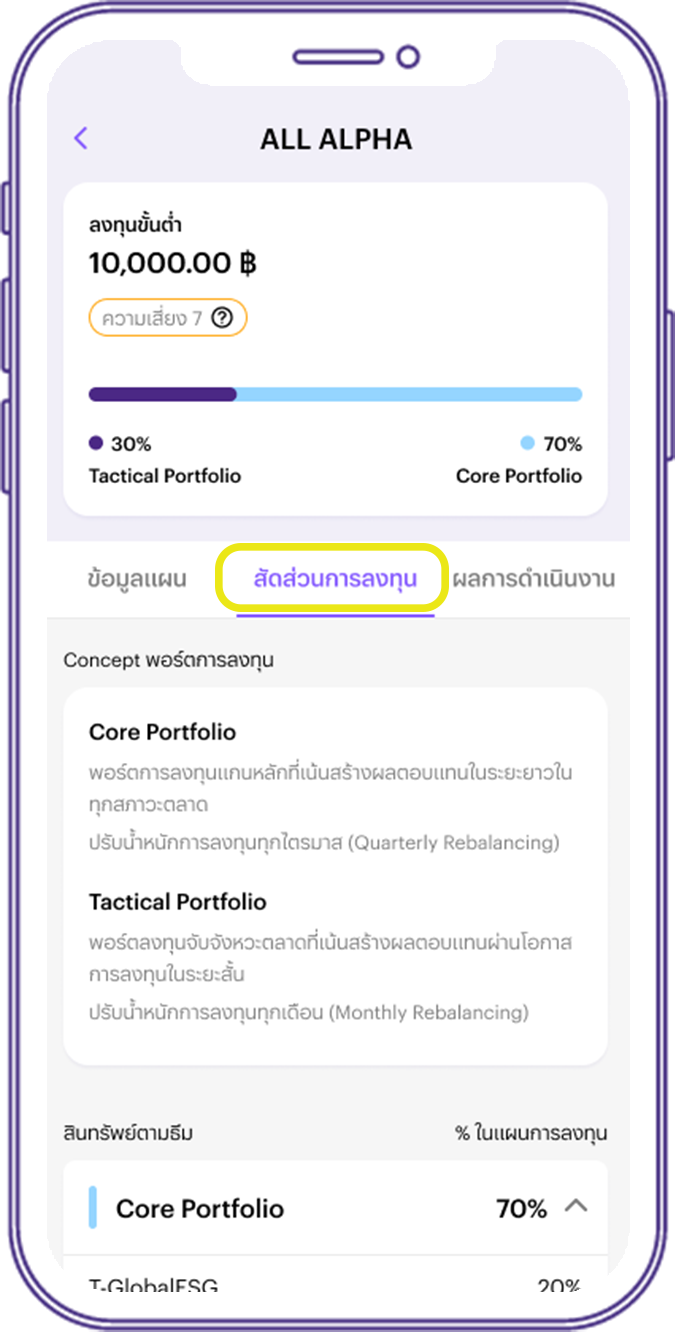 ALL ALPHA
ลงทุนขั้นต่ำ
10,000.00 ฿
ความเสี่ยง 7
30%
70%
Tactical Portfolio
Core Portfolio
ข้อมูลแผน
สัดส่วนการลงทุน
ผลการดำเนินงาน
Concept พอร์ตการลงทุน
Core Portfolio
พอร์ตการลงทุนแกนหลักที่เน้นสร้างผลตอบแทนในระยะยาวใน
ทุกสภาวะตลาด
ปรับน้ำหนักการลงทุนทุกไตรมาส (Quarterly Rebalancing)
Tactical Portfolio
พอร์ตลงทุนจับจังหวะตลาดที่เน้นสร้างผลตอบแทนผ่านโอกาส
การลงทุนในระยะสั้น
ปรับน้ำหนักการลงทุนทุกเดือน (Monthly Rebalancing)
สินทรัพย์ตามธีม
% ในแผนการลงทุน
Core Portfolio
70%
T-GlobalESG
20%